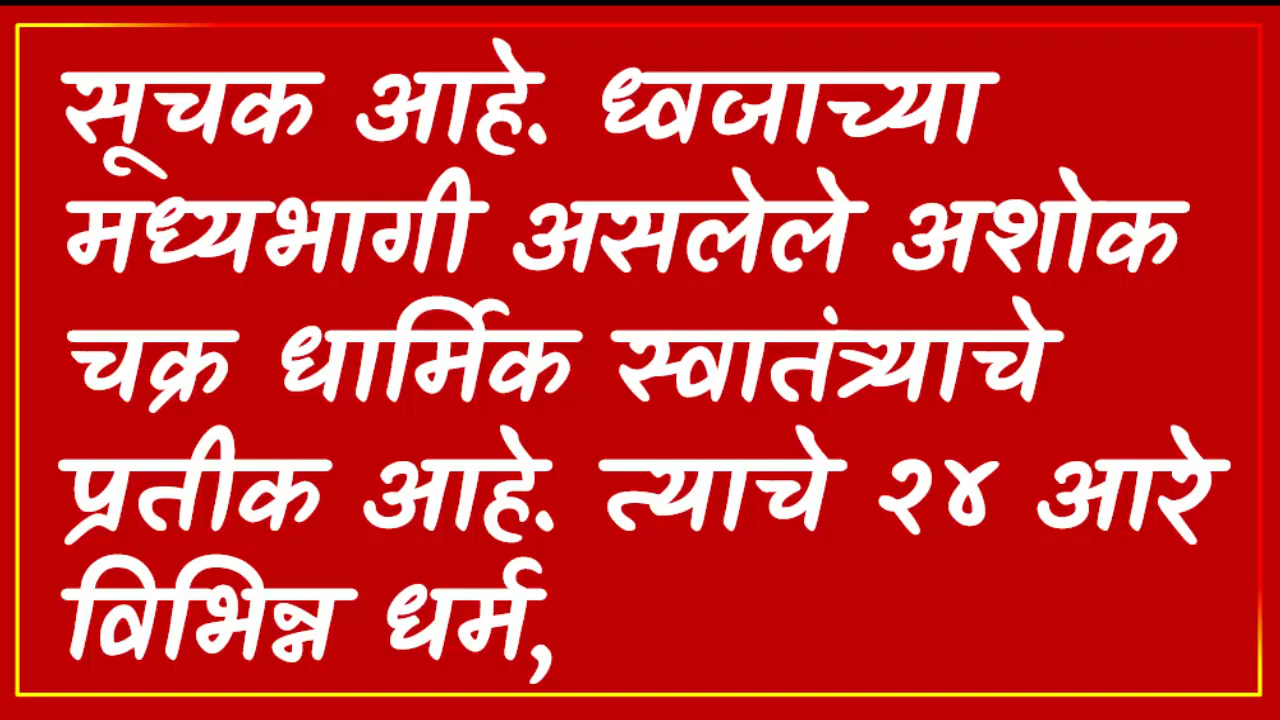 सूचक आहे. ध्वजाच्या
मध्यभागी असलेले अशोक
चक्र धार्मिक स्वातंत्र्याचे
प्रतीक आहे. त्याचे २४ आरे
विभिन्न धर्म,